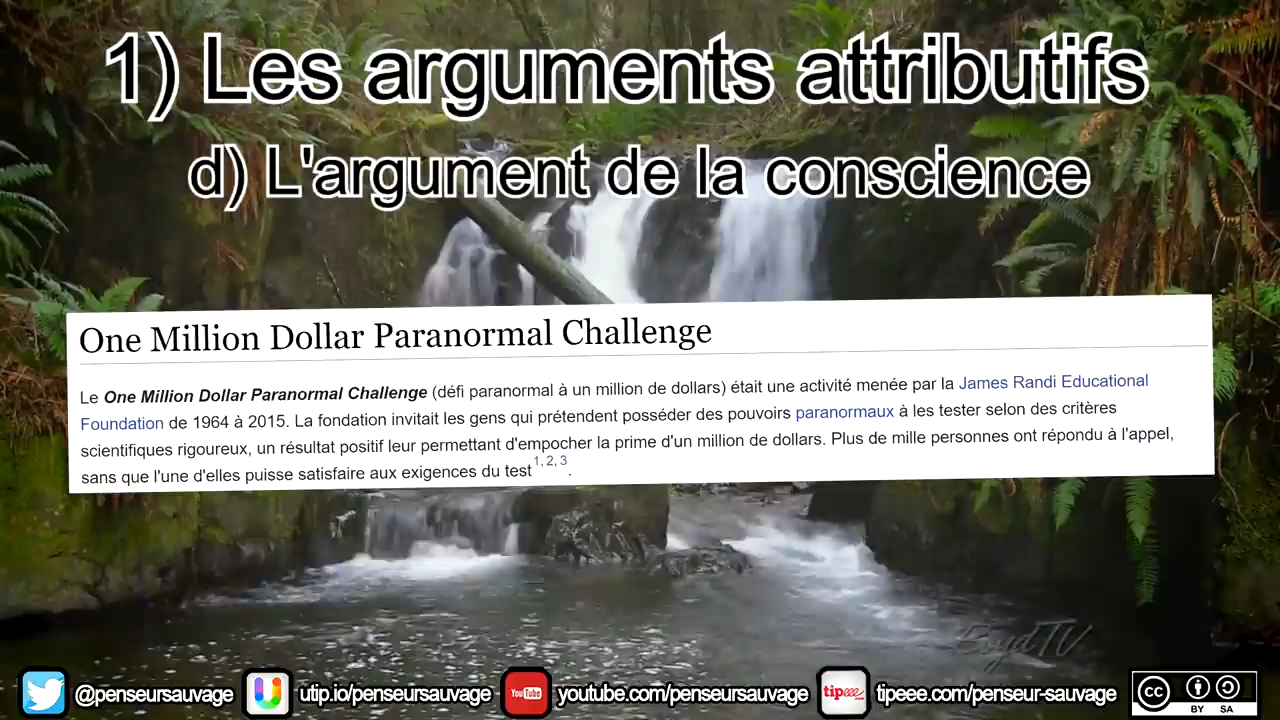 1) Les arguments attributifs
d) L'argument de la conscience
One Million Dollar Paranormal Challenge
Le One Million Dollar Paranormal Challenge (défi paranormal à un million de dollars) était une activité menée par la James Randi Educational
Foundation de 1964 à 2015. La fondation invitait les gens qui prétendent posséder des pouvoirs paranormaux à les tester selon des critères
scientifiques rigoureux, un résultat positif leur permettant d'empocher la prime d'un million de dollars. Plus de mille personnes ont répondu à l'appel,
sans que l'une d'elles puisse satisfaire aux exigences du test1, 2, 3.
BydTV
@penseursauvage utip.io/penseursauvage YouTube youtube.com/penseursauvage tipeee tipeee.com/penseur-sauvage cc BY SA